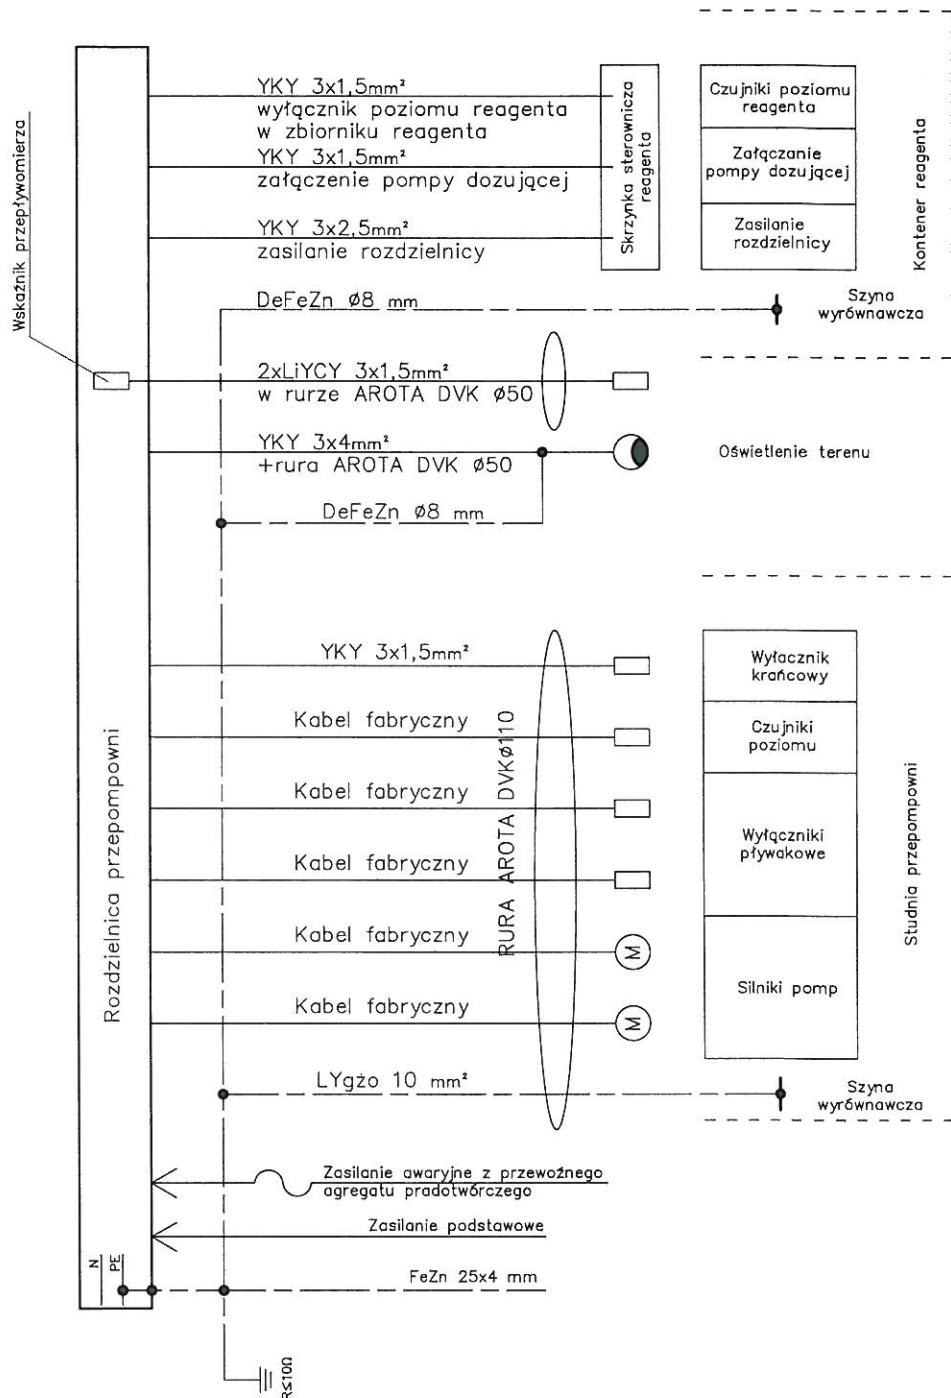 Wskaźnik przepływomierza
YKY 3x1,5mm²
wyłącznik poziomu reagenta
w zbiorniku reagenta
YKY 3x1,5mm²
załączenie pompy dozującej
YKY 3x2,5mm²
zasilanie rozdzielnicy
Skrzynka sterownicza
reagenta
Czujniki poziomu
reagenta
Załączanie
pompy dozującej
Zasilanie
rozdzielnicy
Kontener reagenta
DeFeZn Ø8 mm
Szyna
wyrównawcza
2xLiYCY 3x1,5mm²
w rurze AROTA DVK Ø50
YKY 3x4mm²
+rura AROTA DVK Ø50
Oświetlenie terenu
DeFeZn Ø8 mm
Rozdzielnica przepompowni
YKY 3x1,5mm²
Kabel fabryczny
Kabel fabryczny
Kabel fabryczny
Kabel fabryczny
Kabel fabryczny
RURA AROTA DVKØ110
M
M
Wyłacznik
krańcowy
Czujniki
poziomu
Wyłączniki
pływakowe
Silniki pomp
Studnia przepompowni
LYgżo 10 mm²
Szyna
wyrównawcza
Zasilanie awaryjne z przewoźnego
agregatu pradotwórczego
Zasilanie podstawowe
N
PE
FeZn 25x4 mm
R≤10Ω